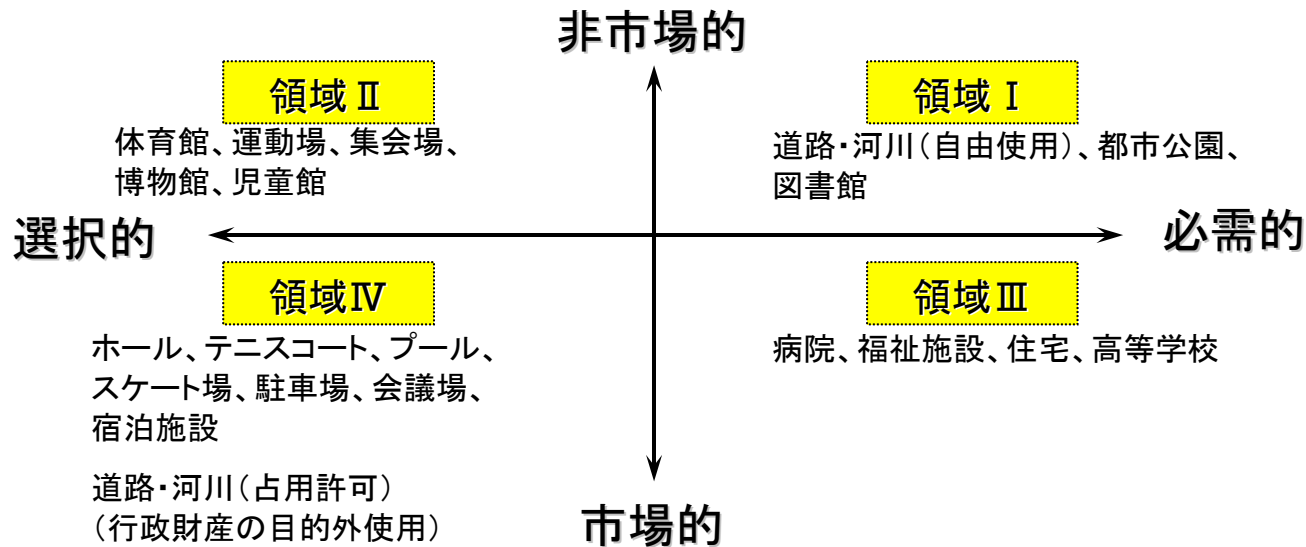 非市場的
領域Ⅱ
体育館、運動場、集会場、
博物館、児童館
領域Ⅰ
道路・河川(自由使用)、都市公園、
図書館
選択的
必需的
領域Ⅳ
ホール、テニスコート、プール、
スケート場、駐車場、会議場、
宿泊施設
道路・河川(占用許可)
(行政財産の目的外使用)
領域Ⅲ
病院、福祉施設、住宅、高等学校
市場的